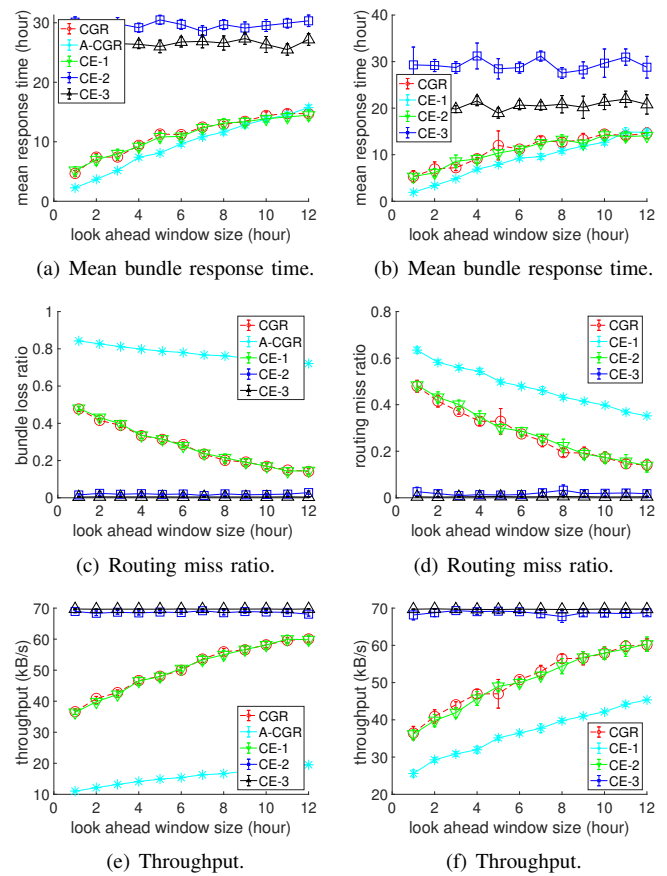 mean response time (hour)
30
20
10
0
0 2 4 6 8 10 12
look ahead window size (hour)
CGR
A-CGR
CE-1
CE-2
CE-3
(a) Mean bundle response time.
mean response time (hour)
40
30
20
10
0
0 2 4 6 8 10 12
look ahead window size (hour)
CGR
CE-1
CE-2
CE-3
(b) Mean bundle response time.
bundle loss ratio
1
0.8
0.6
0.4
0.2
0
0 2 4 6 8 10 12
look ahead window size (hour)
CGR
A-CGR
CE-1
CE-2
CE-3
(c) Routing miss ratio.
routing miss ratio
0.8
0.6
0.4
0.2
0
0 2 4 6 8 10 12
look ahead window size (hour)
CGR
CE-1
CE-2
CE-3
(d) Routing miss ratio.
throughput (kB/s)
70
60
50
40
30
20
10
0 2 4 6 8 10 12
look ahead window size (hour)
CGR
A-CGR
CE-1
CE-2
CE-3
(e) Throughput.
throughput (kB/s)
70
60
50
40
30
20
0 2 4 6 8 10 12
look ahead window size (hour)
CGR
CE-1
CE-2
CE-3
(f) Throughput.